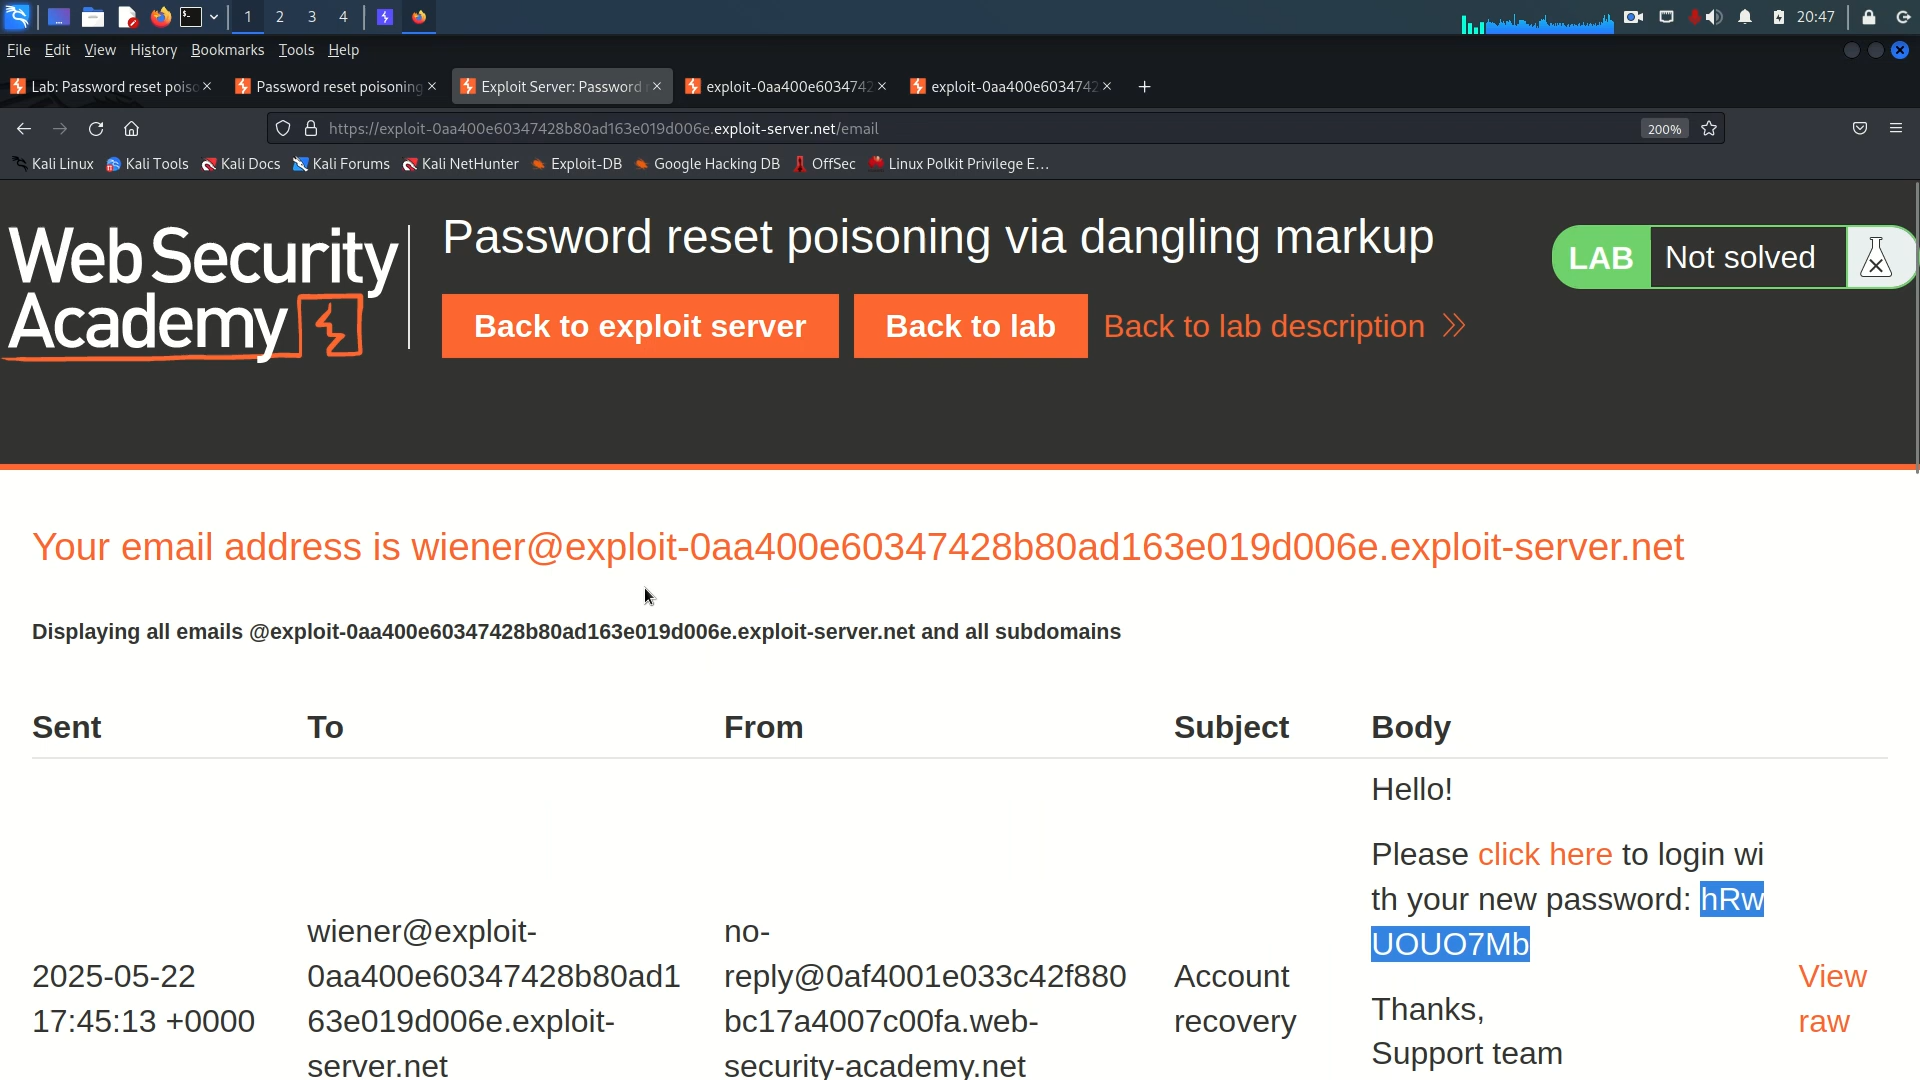 1 2 3 4 20:47
File Edit View History Bookmarks Tools Help
Lab: Password reset pois Password reset poisoning Exploit Server: Password exploit-0aa400e6034742 exploit-0aa400e6034742
https://exploit-0aa400e60347428b80ad163e019d006e.exploit-server.net/email 200%
Kali Linux Kali Tools Kali Docs Kali Forums Kali NetHunter Exploit-DB Google Hacking DB OffSec Linux Polkit Privilege E…
Web Security
Academy
Password reset poisoning via dangling markup
LAB Not solved
Back to exploit server Back to lab Back to lab description
Your email address is wiener@exploit-0aa400e60347428b80ad163e019d006e.exploit-server.net
Displaying all emails @exploit-0aa400e60347428b80ad163e019d006e.exploit-server.net and all subdomains
Sent To From Subject Body
2025-05-22
17:45:13 +0000
wiener@exploit-
0aa400e60347428b80ad1
63e019d006e.exploit-
server.net
no-
reply@0af4001e033c42f880
bc17a4007c00fa.web-
security-academy.net
Account
recovery
Hello!
Please click here to login wi
th your new password: hRw
UOUO7Mb
Thanks,
Support team
View
raw